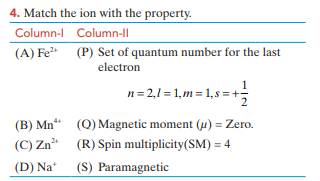 4. Match the ion with the property.
Column-I Column-II
(A) Fe²⁺ (P) Set of quantum number for the last
electron
n = 2, l = 1, m = 1, s = +1/2
(B) Mn⁴⁺ (Q) Magnetic moment (μ) = Zero.
(C) Zn²⁺ (R) Spin multiplicity(SM) = 4
(D) Na⁺ (S) Paramagnetic